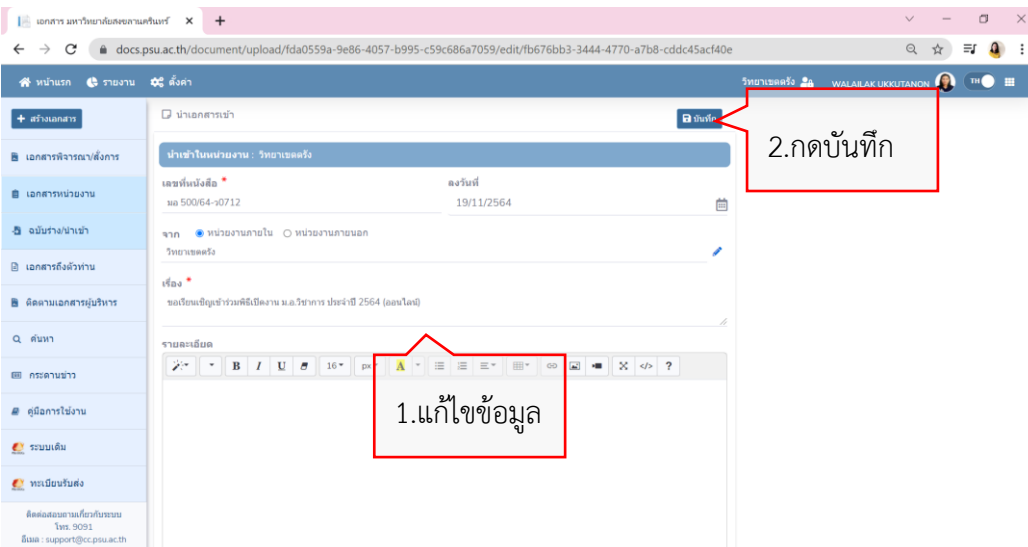 เอกสาร มหาวิทยาลัยสงขลานครินทร์
docs.psu.ac.th/document/upload/fda0559a-9e86-4057-b995-c59c686a7059/edit/fb676bb3-3444-4770-a7b8-cddc45acf40e
หน้าแรก รายงาน ตั้งค่า วิทยาเขตตรัง WALAILAK UKKUTANON TH
+ สร้างเอกสาร
นำเอกสารเข้า
บันทึก
2.กดบันทึก
เอกสารพิจารณา/สั่งการ
นำเข้าในหน่วยงาน : วิทยาเขตตรัง
เลขที่หนังสือ * ลงวันที่
เอกสารหน่วยงาน
มอ 500/64-ว0712 19/11/2564
ฉบับร่าง/นำเข้า
จาก หน่วยงานภายใน หน่วยงานภายนอก
วิทยาเขตตรัง
เอกสารถึงตัวท่าน
เรื่อง *
ติดตามเอกสารผู้บริหาร
ขอเรียนเชิญเข้าร่วมพิธีเปิดงาน ม.อ.วิชาการ ประจำปี 2564 (ออนไลน์)
ค้นหา
รายละเอียด
B I U 16 px A ?
กระดานข่าว
1.แก้ไขข้อมูล
คู่มือการใช้งาน
ระบบเดิม
ทะเบียนรับส่ง
ติดต่อสอบถามเกี่ยวกับระบบ
โทร. 9091
อีเมล : support@cc.psu.ac.th